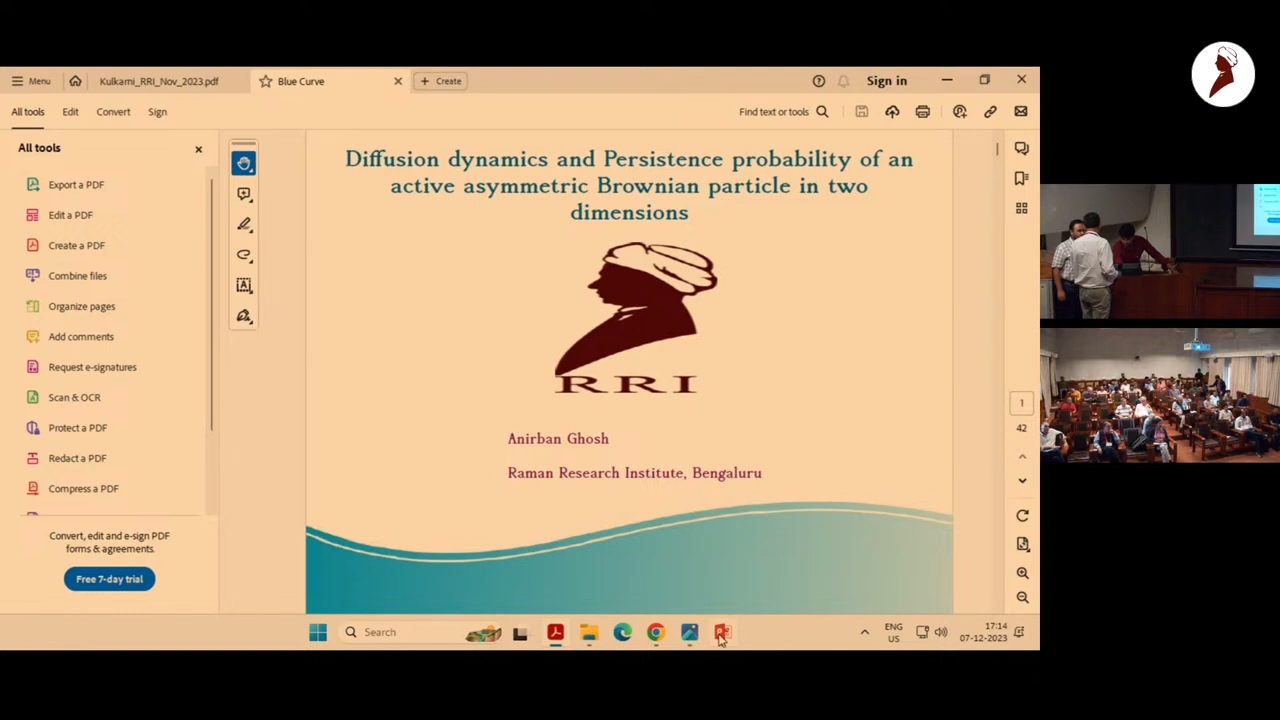 Menu
Kulkarni_RRI_Nov_2023.pdf
Blue Curve
Create
Sign in
All tools
Edit
Convert
Sign
Find text or tools
All tools
Export a PDF
Edit a PDF
Create a PDF
Combine files
Organize pages
Add comments
Request e-signatures
Scan & OCR
Protect a PDF
Redact a PDF
Compress a PDF
Convert, edit and e-sign PDF
forms & agreements.
Free 7-day trial
Diffusion dynamics and Persistence probability of an
active asymmetric Brownian particle in two
dimensions
RRI
Anirban Ghosh
Raman Research Institute, Bengaluru
1
42
Search
ENG
US
17:14
07-12-2023